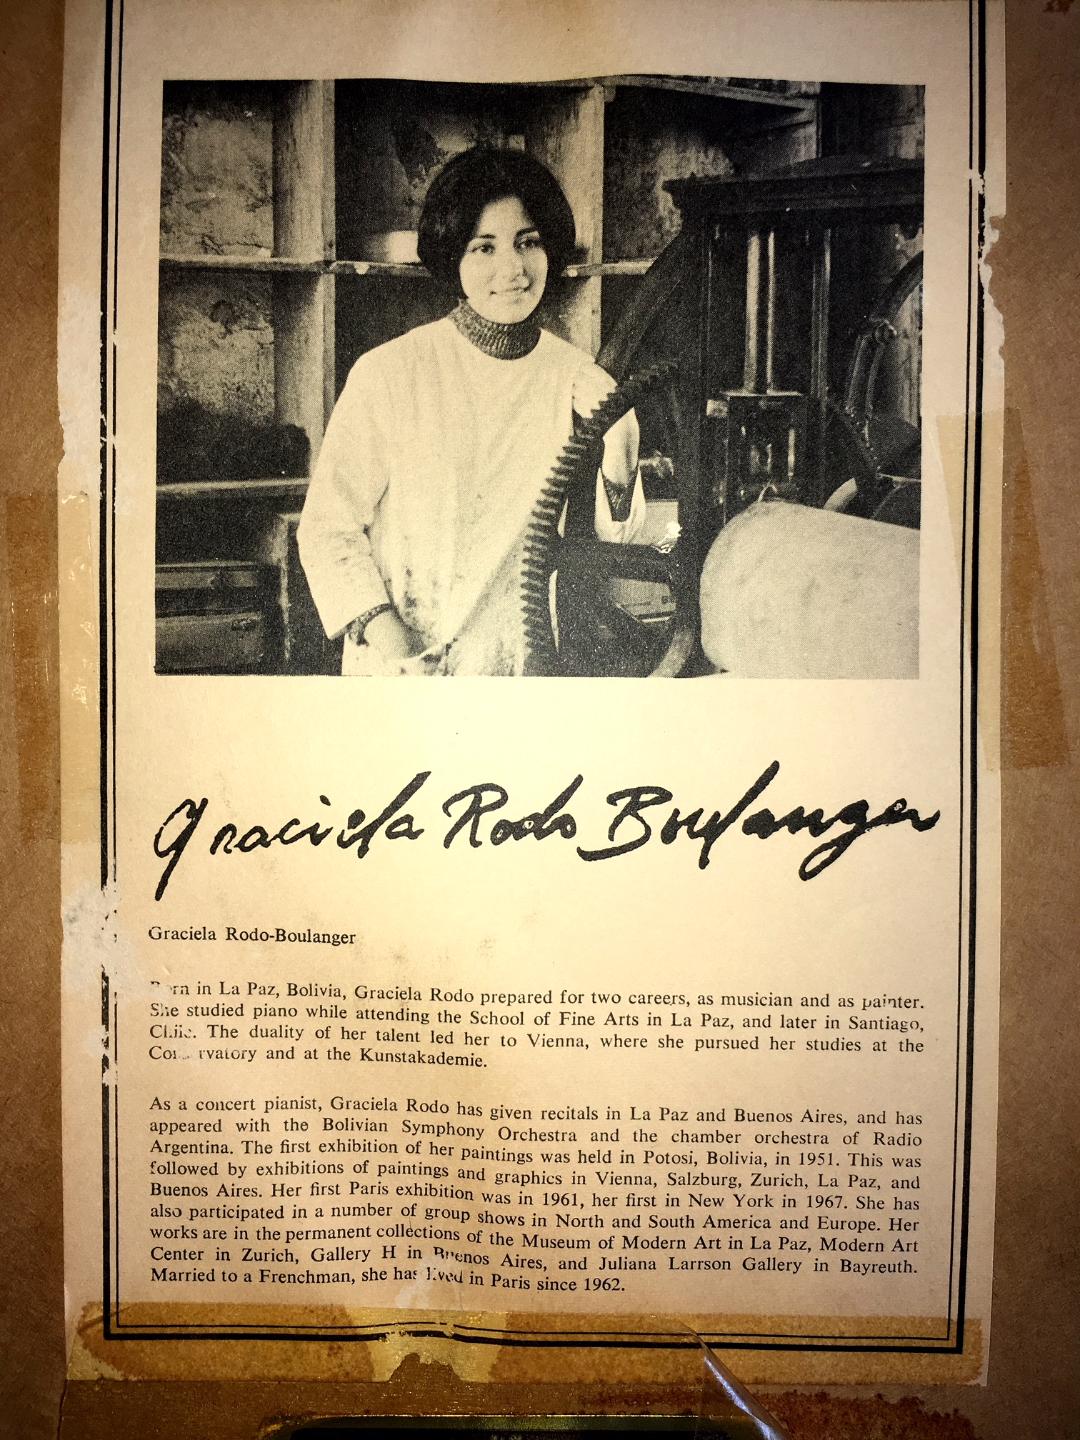 Graciela Rodo Boulanger
Graciela Rodo-Boulanger
Born in La Paz, Bolivia, Graciela Rodo prepared for two careers, as musician and as painter.
She studied piano while attending the School of Fine Arts in La Paz, and later in Santiago,
Chile. The duality of her talent led her to Vienna, where she pursued her studies at the
Conservatory and at the Kunstakademie.
As a concert pianist, Graciela Rodo has given recitals in La Paz and Buenos Aires, and has
appeared with the Bolivian Symphony Orchestra and the chamber orchestra of Radio
Argentina. The first exhibition of her paintings was held in Potosi, Bolivia, in 1951. This was
followed by exhibitions of paintings and graphics in Vienna, Salzburg, Zurich, La Paz, and
Buenos Aires. Her first Paris exhibition was in 1961, her first in New York in 1967. She has
also participated in a number of group shows in North and South America and Europe. Her
works are in the permanent collections of the Museum of Modern Art in La Paz, Modern Art
Center in Zurich, Gallery H in Buenos Aires, and Juliana Larrson Gallery in Bayreuth.
Married to a Frenchman, she has lived in Paris since 1962.